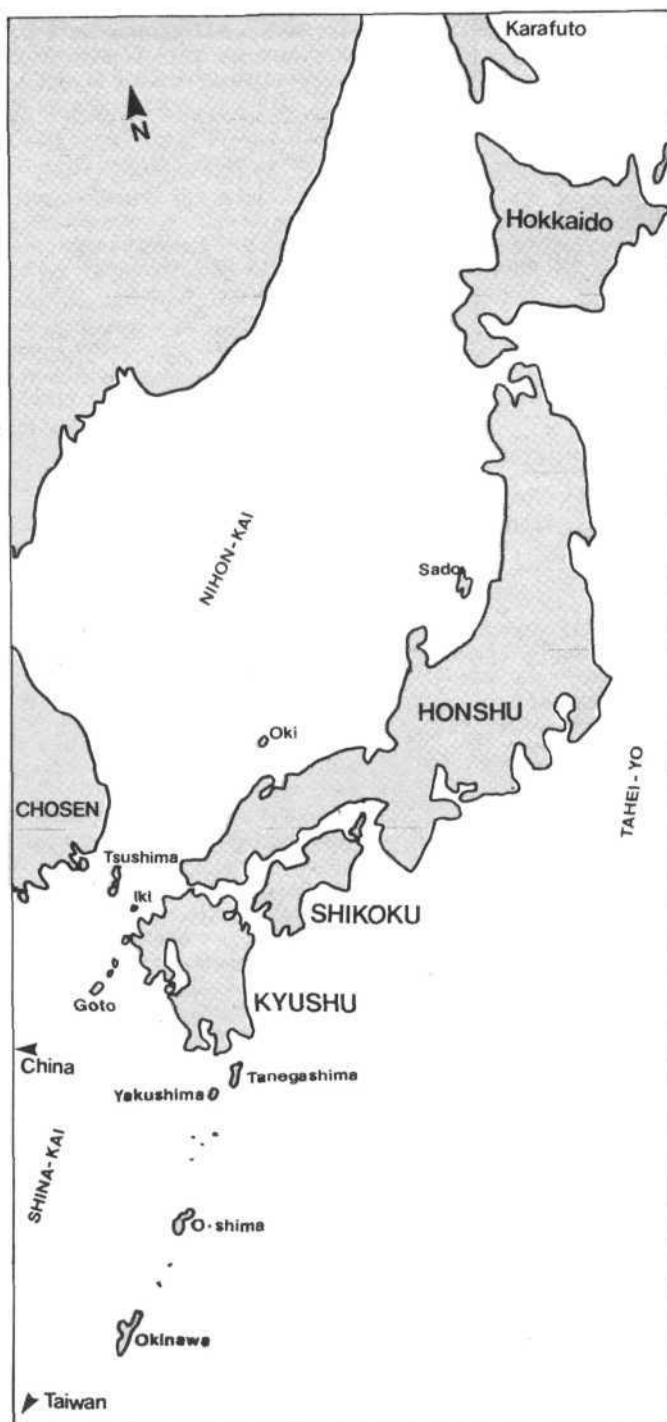 Karafuto
N
Hokkaido
NIHON-KAI
Sado
HONSHU
Oki
TAHEI-YO
CHOSEN
Tsushima
Iki
SHIKOKU
Goto
KYUSHU
China
Tanegashima
Yakushima
SHINA-KAI
O-shima
Okinawa
Taiwan